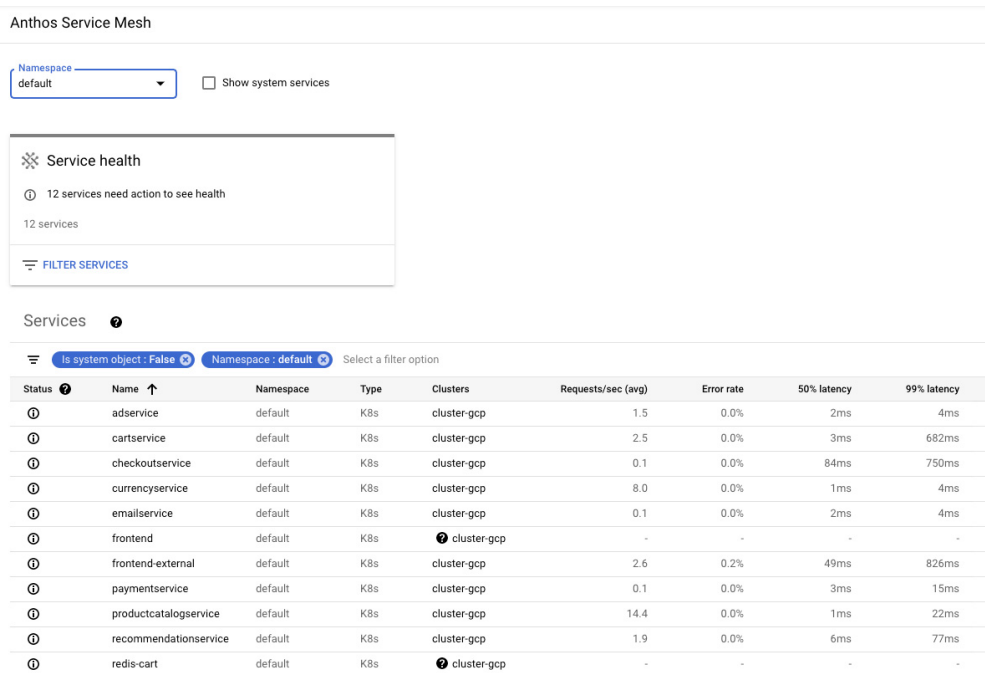 Anthos Service Mesh
Namespace
default
Show system services
Service health
12 services need action to see health
12 services
FILTER SERVICES
Services
Is system object : False Namespace : default Select a filter option
Status Name Namespace Type Clusters Requests/sec (avg) Error rate 50% latency 99% latency
adservice default K8s cluster-gcp 1.5 0.0% 2ms 4ms
cartservice default K8s cluster-gcp 2.5 0.0% 3ms 682ms
checkoutservice default K8s cluster-gcp 0.1 0.0% 84ms 750ms
currencyservice default K8s cluster-gcp 8.0 0.0% 1ms 4ms
emailservice default K8s cluster-gcp 0.1 0.0% 2ms 4ms
frontend default K8s cluster-gcp - - - -
frontend-external default K8s cluster-gcp 2.6 0.2% 49ms 826ms
paymentservice default K8s cluster-gcp 0.1 0.0% 3ms 15ms
productcatalogservice default K8s cluster-gcp 14.4 0.0% 1ms 22ms
recommendationservice default K8s cluster-gcp 1.9 0.0% 6ms 77ms
redis-cart default K8s cluster-gcp - - - -